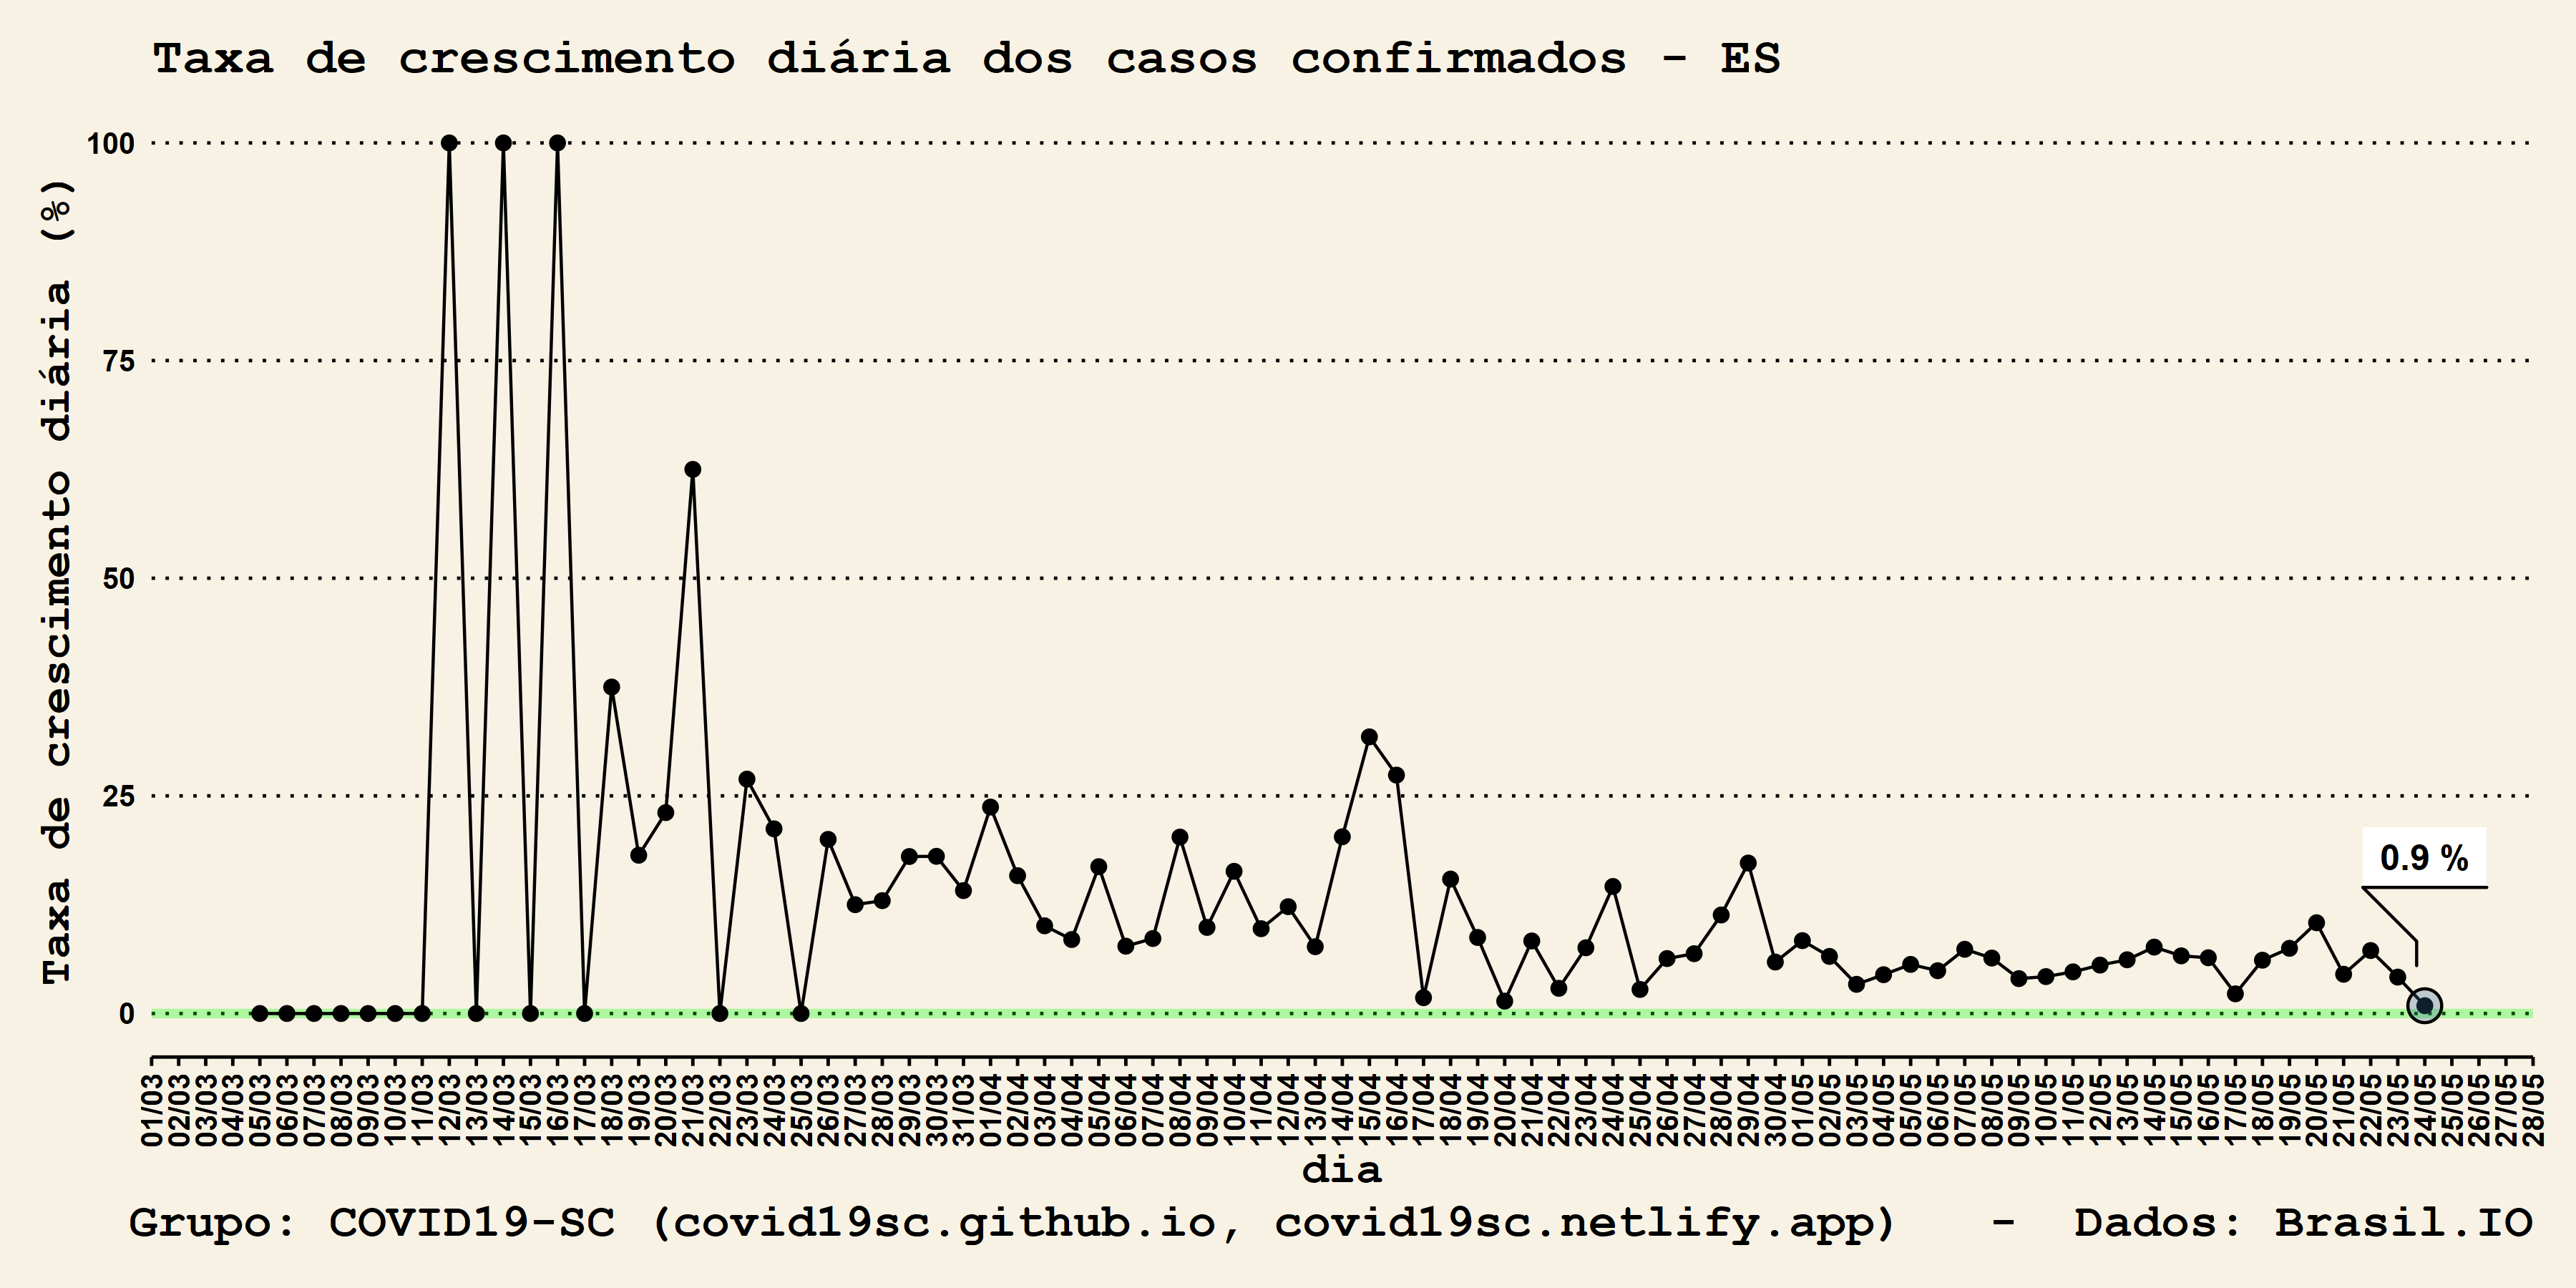 Taxa de crescimento diária dos casos confirmados - ES
Taxa de crescimento diária (%)
100
75
50
25
0
0.9 %
01/03 02/03 03/03 04/03 05/03 06/03 07/03 08/03 09/03 10/03 11/03 12/03 13/03 14/03 15/03 16/03 17/03 18/03 19/03 20/03 21/03 22/03 23/03 24/03 25/03 26/03 27/03 28/03 29/03 30/03 31/03 01/04 02/04 03/04 04/04 05/04 06/04 07/04 08/04 09/04 10/04 11/04 12/04 13/04 14/04 15/04 16/04 17/04 18/04 19/04 20/04 21/04 22/04 23/04 24/04 25/04 26/04 27/04 28/04 29/04 30/04 01/05 02/05 03/05 04/05 05/05 06/05 07/05 08/05 09/05 10/05 11/05 12/05 13/05 14/05 15/05 16/05 17/05 18/05 19/05 20/05 21/05 22/05 23/05 24/05 25/05 26/05 27/05 28/05
dia
Grupo: COVID19-SC (covid19sc.github.io, covid19sc.netlify.app) - Dados: Brasil.IO